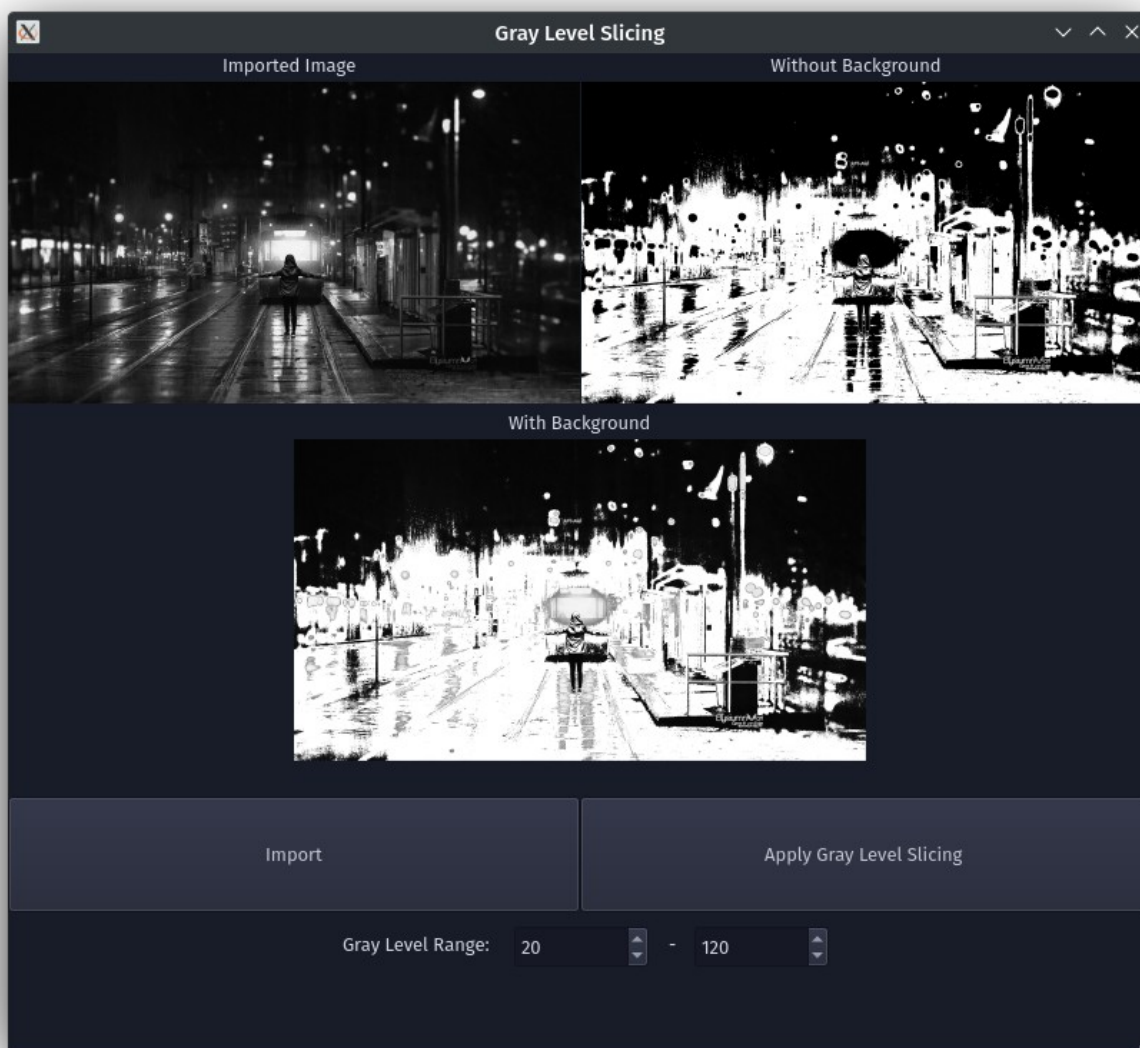 Gray Level Slicing
Imported Image
Without Background
With Background
Import
Apply Gray Level Slicing
Gray Level Range:
20
-
120